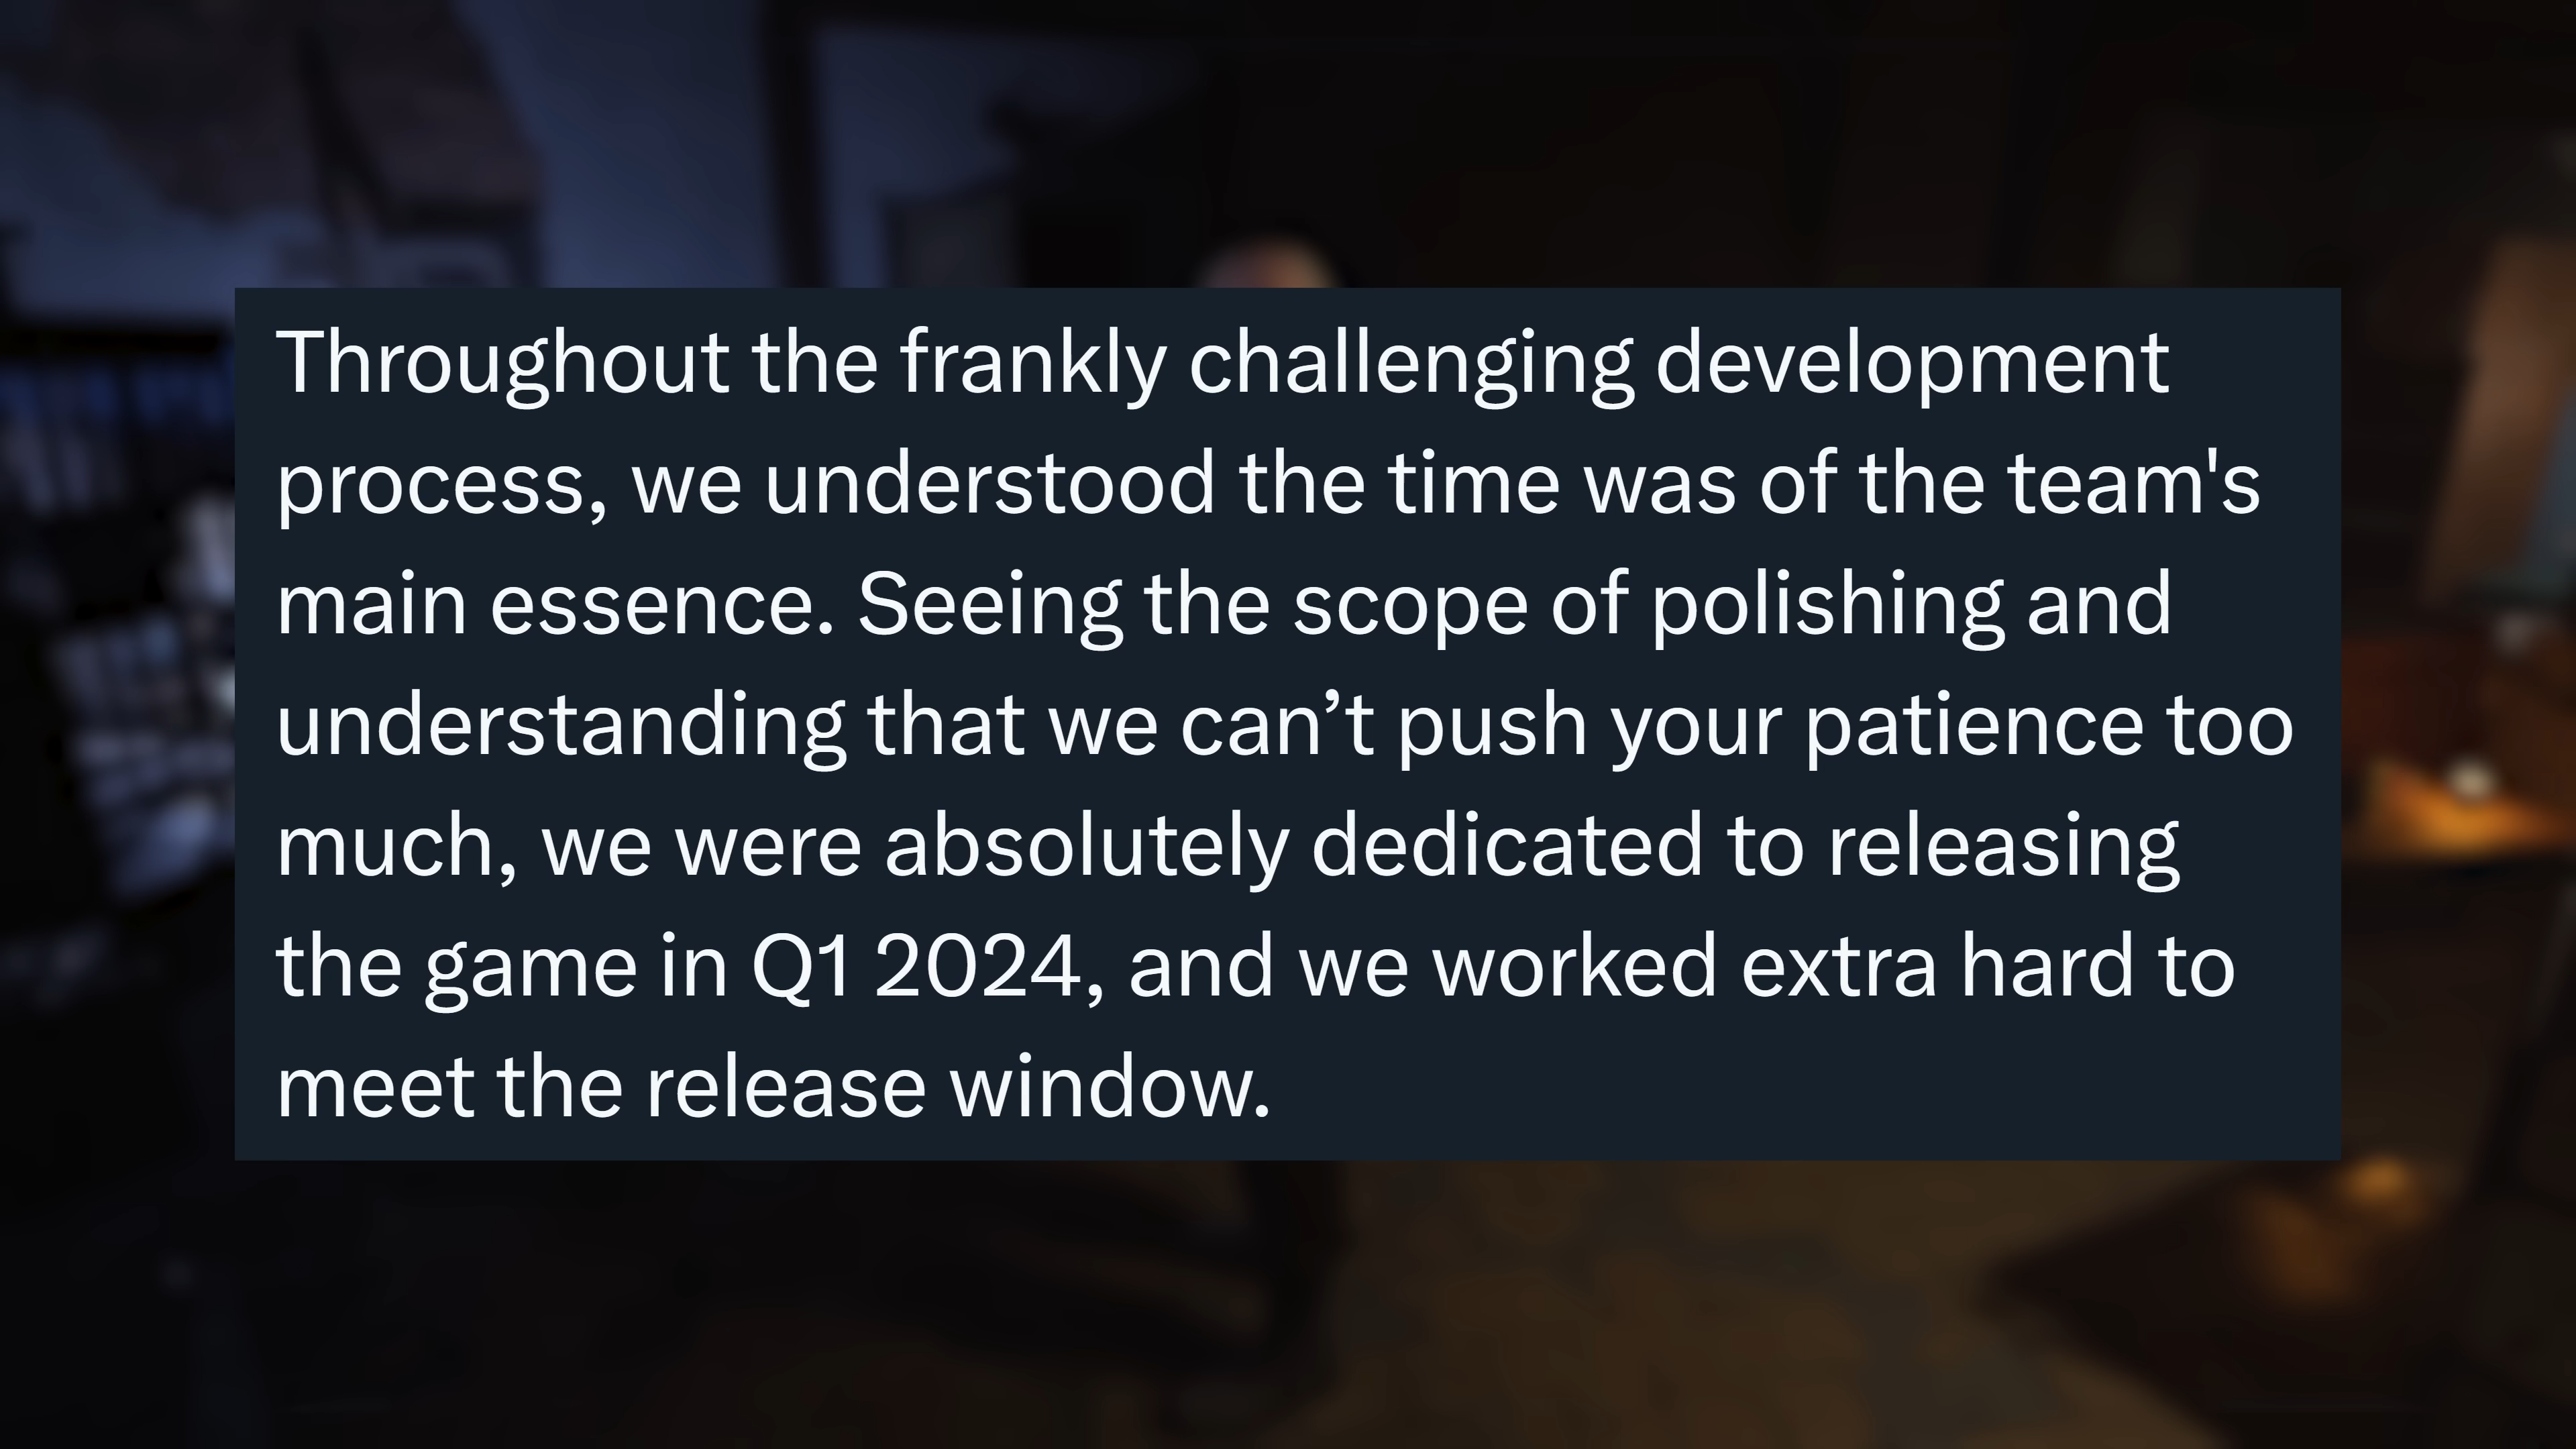 Throughout the frankly challenging development
process, we understood the time was of the team's
main essence. Seeing the scope of polishing and
understanding that we can’t push your patience too
much, we were absolutely dedicated to releasing
the game in Q1 2024, and we worked extra hard to
meet the release window.